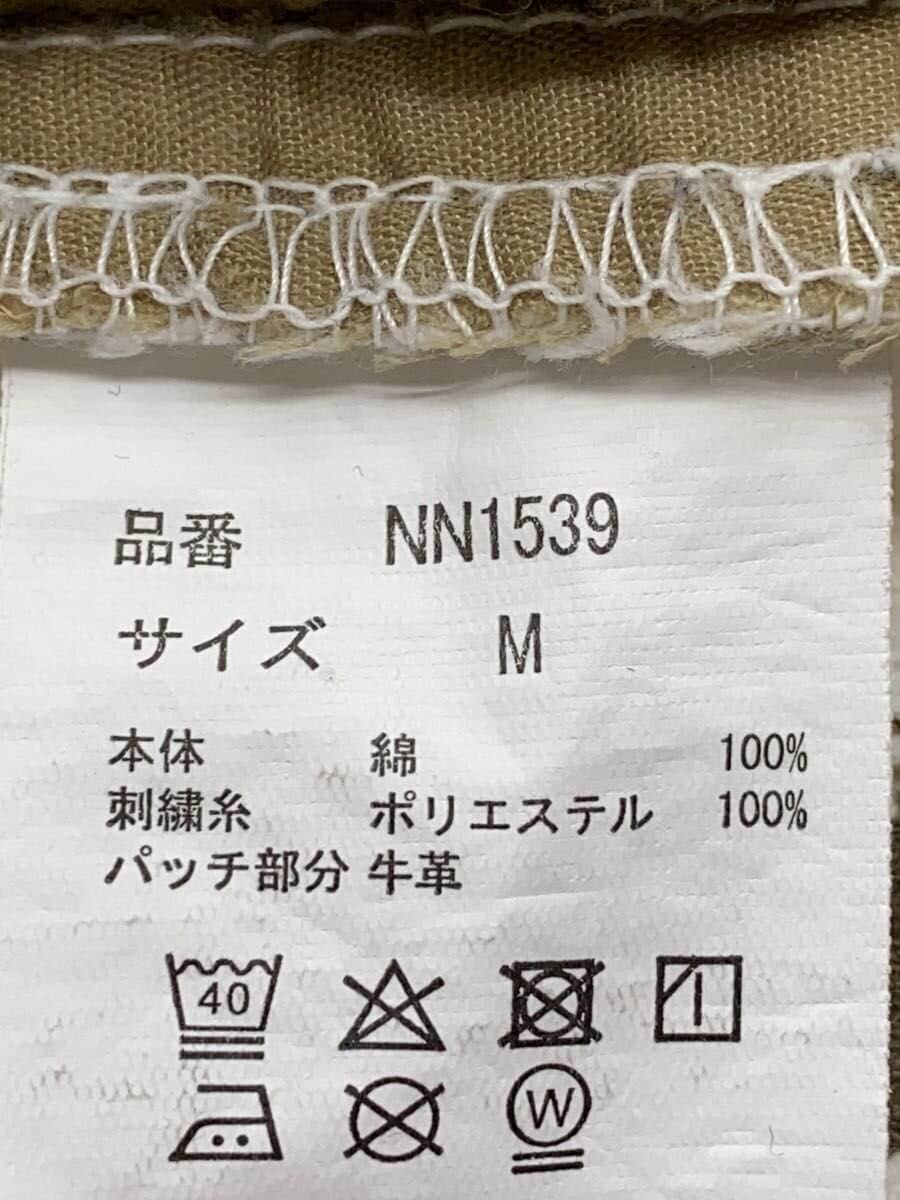 品番 NN1539
サイズ M
本体 綿 100%
刺繍糸 ポリエステル 100%
パッチ部分 牛革
40
W